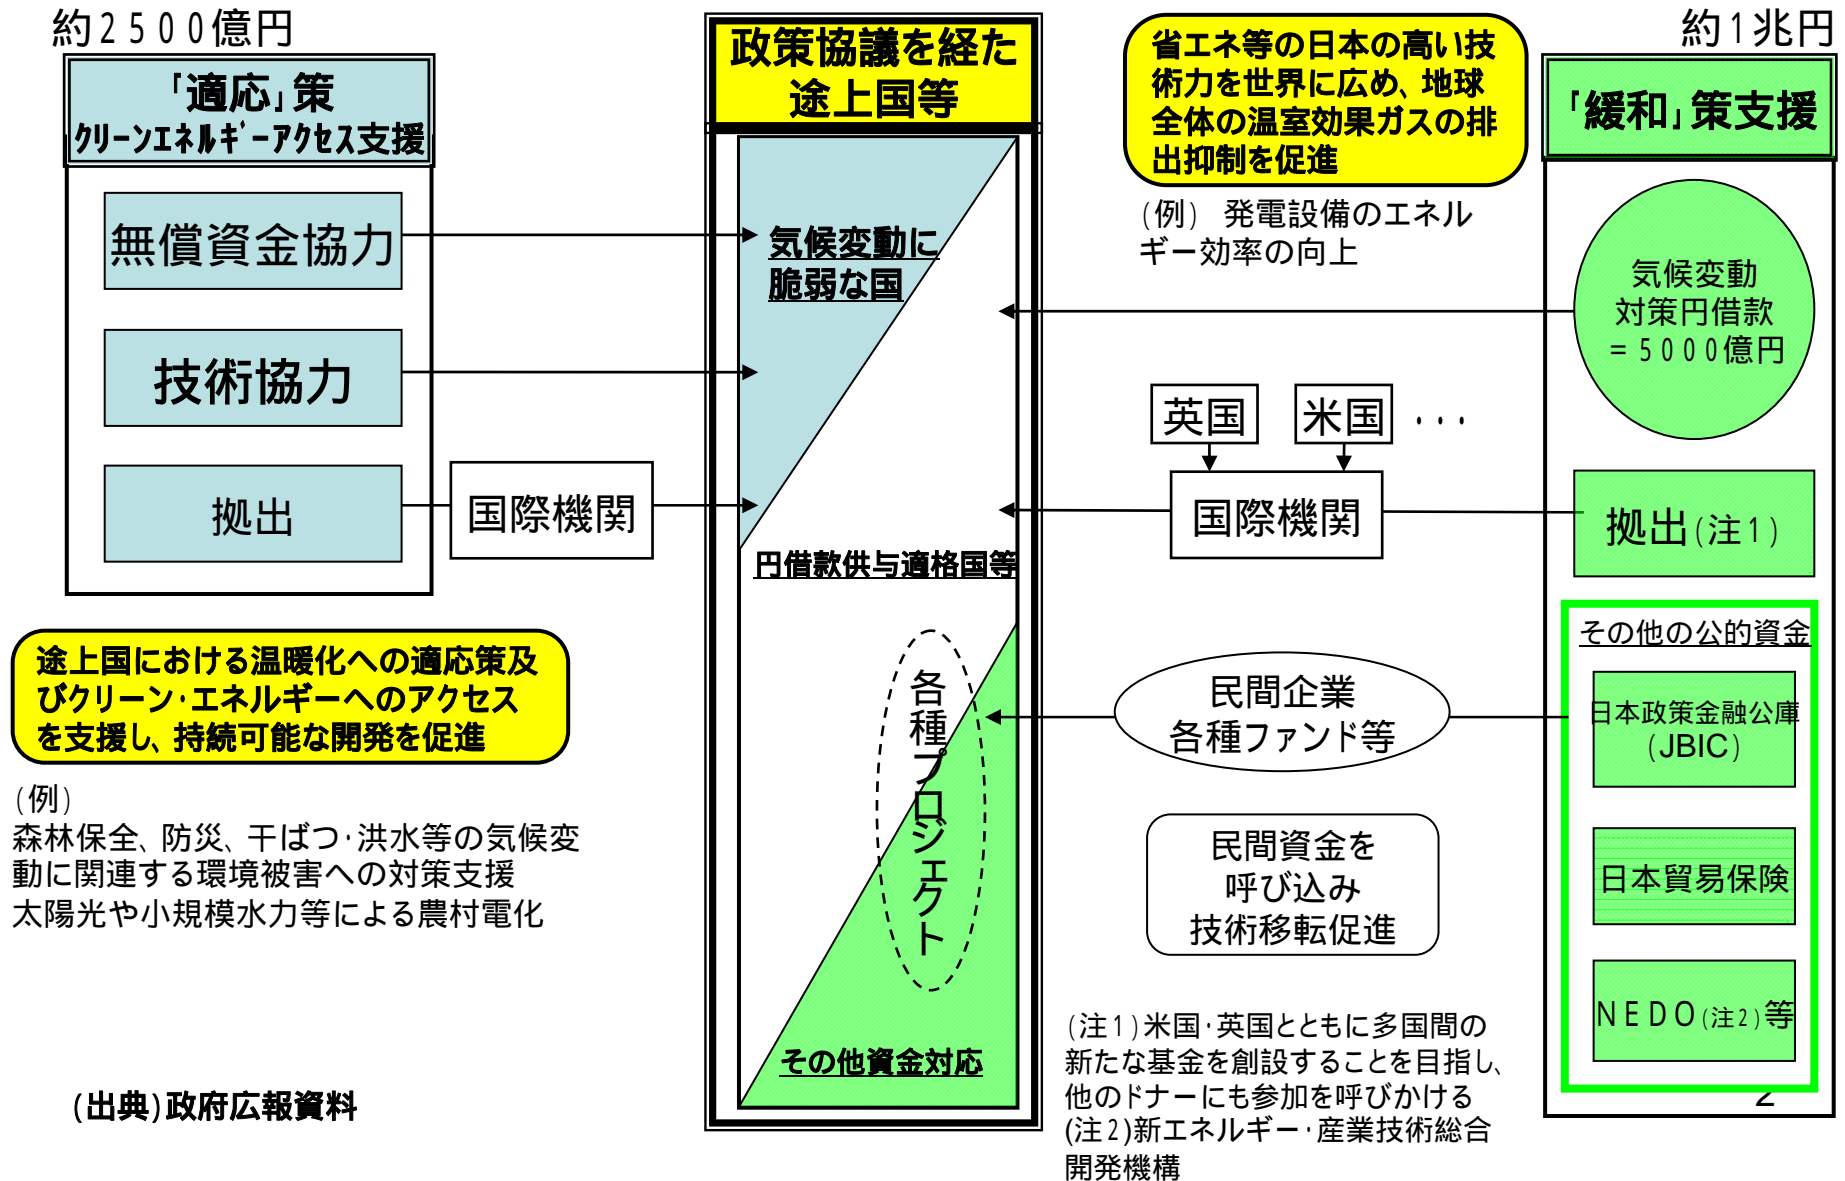 約2500億円
「適応」策
クリーンエネルギーアクセス支援
無償資金協力
技術協力
拠出
国際機関
途上国における温暖化への適応策及
びクリーン・エネルギーへのアクセス
を支援し、持続可能な開発を促進
(例)
森林保全、防災、干ばつ・洪水等の気候変
動に関連する環境被害への対策支援
太陽光や小規模水力等による農村電化
(出典)政府広報資料
政策協議を経た
途上国等
気候変動に
脆弱な国
円借款供与適格国等
各種プロジェクト
その他資金対応
省エネ等の日本の高い技
術力を世界に広め、地球
全体の温室効果ガスの排
出抑制を促進
(例) 発電設備のエネル
ギー効率の向上
英国
米国
・・・
国際機関
民間企業
各種ファンド等
民間資金を
呼び込み
技術移転促進
(注1)米国・英国とともに多国間の
新たな基金を創設することを目指し、
他のドナーにも参加を呼びかける
(注2)新エネルギー・産業技術総合
開発機構
約1兆円
「緩和」策支援
気候変動
対策円借款
=5000億円
拠出(注1)
その他の公的資金
日本政策金融公庫
(JBIC)
日本貿易保険
NEDO(注2)等
2